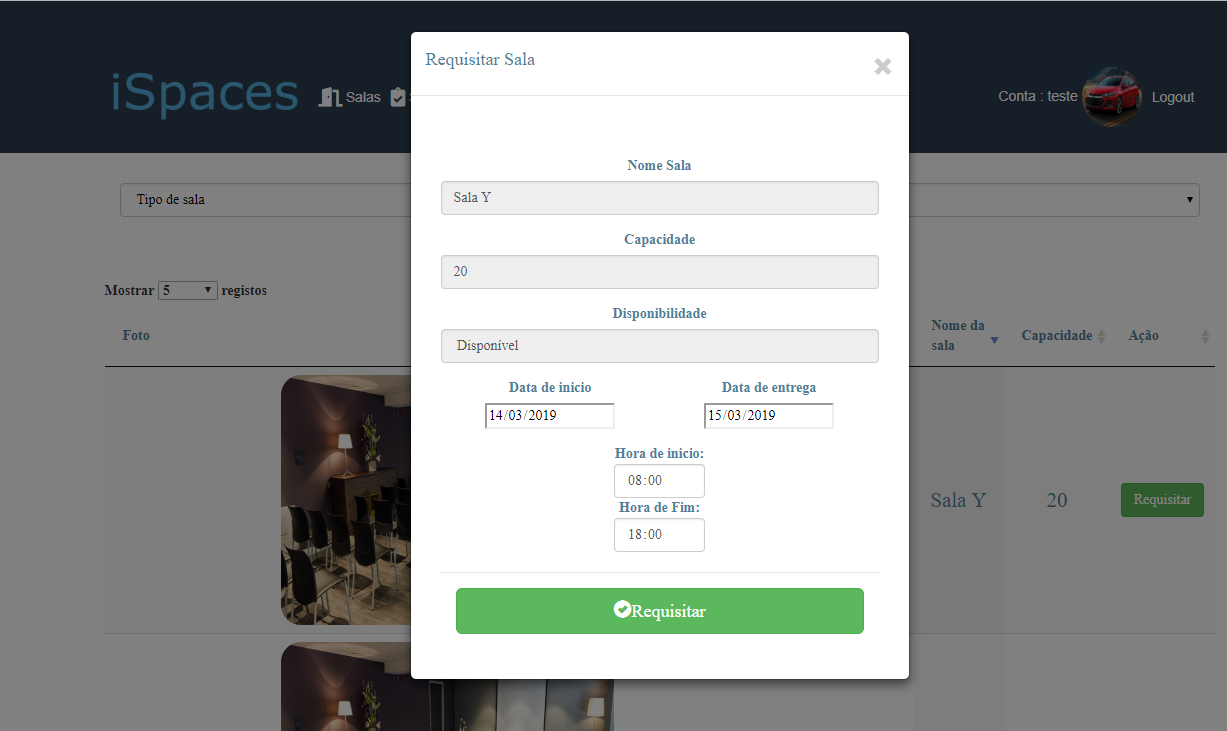 Requisitar Sala
iSpaces
Salas
Conta : teste
Logout
Nome Sala
Tipo de sala
Sala Y
Capacidade
20
Mostrar 5 registos
Disponibilidade
Foto
Nome da
sala
Capacidade
Ação
Disponível
Data de inicio
Data de entrega
14/03/2019
15/03/2019
Hora de inicio:
08:00
Hora de Fim:
18:00
Sala Y
20
Requisitar
Requisitar